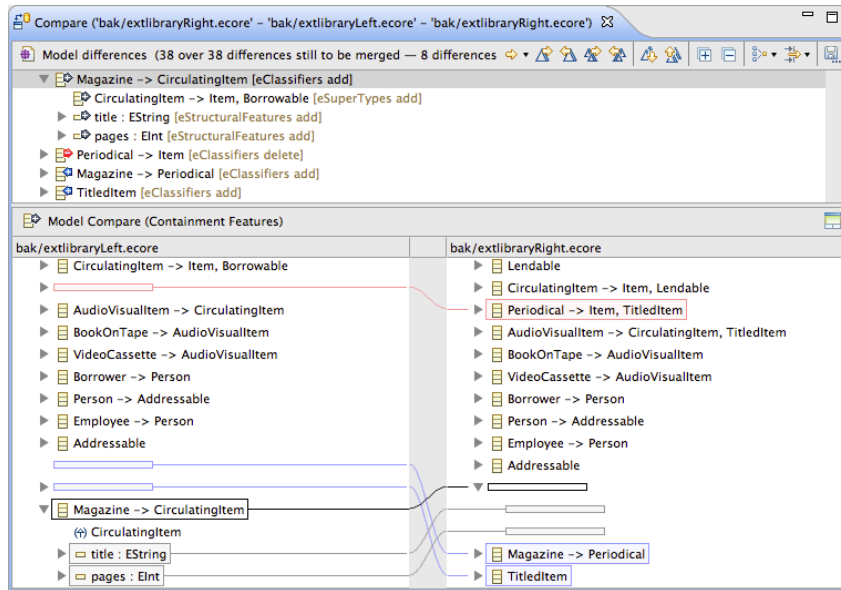 Compare ('bak/extlibraryRight.ecore' - 'bak/extlibraryLeft.ecore' - 'bak/extlibraryRight.ecore')
Model differences (38 over 38 differences still to be merged — 8 differences
Magazine -> CirculatingItem [eClassifiers add]
CirculatingItem -> Item, Borrowable [eSuperTypes add]
title : EString [eStructuralFeatures add]
pages : EInt [eStructuralFeatures add]
Periodical -> Item [eClassifiers delete]
Magazine -> Periodical [eClassifiers add]
TitledItem [eClassifiers add]
Model Compare (Containment Features)
bak/extlibraryLeft.ecore bak/extlibraryRight.ecore
CirculatingItem -> Item, Borrowable Lendable
CirculatingItem -> Item, Lendable
AudioVisualItem -> CirculatingItem Periodical -> Item, TitledItem
BookOnTape -> AudioVisualItem AudioVisualItem -> CirculatingItem, TitledItem
VideoCassette -> AudioVisualItem BookOnTape -> AudioVisualItem
Borrower -> Person VideoCassette -> AudioVisualItem
Person -> Addressable Borrower -> Person
Employee -> Person Person -> Addressable
Addressable Employee -> Person
Addressable
Magazine -> CirculatingItem
CirculatingItem
title : EString Magazine -> Periodical
pages : EInt TitledItem